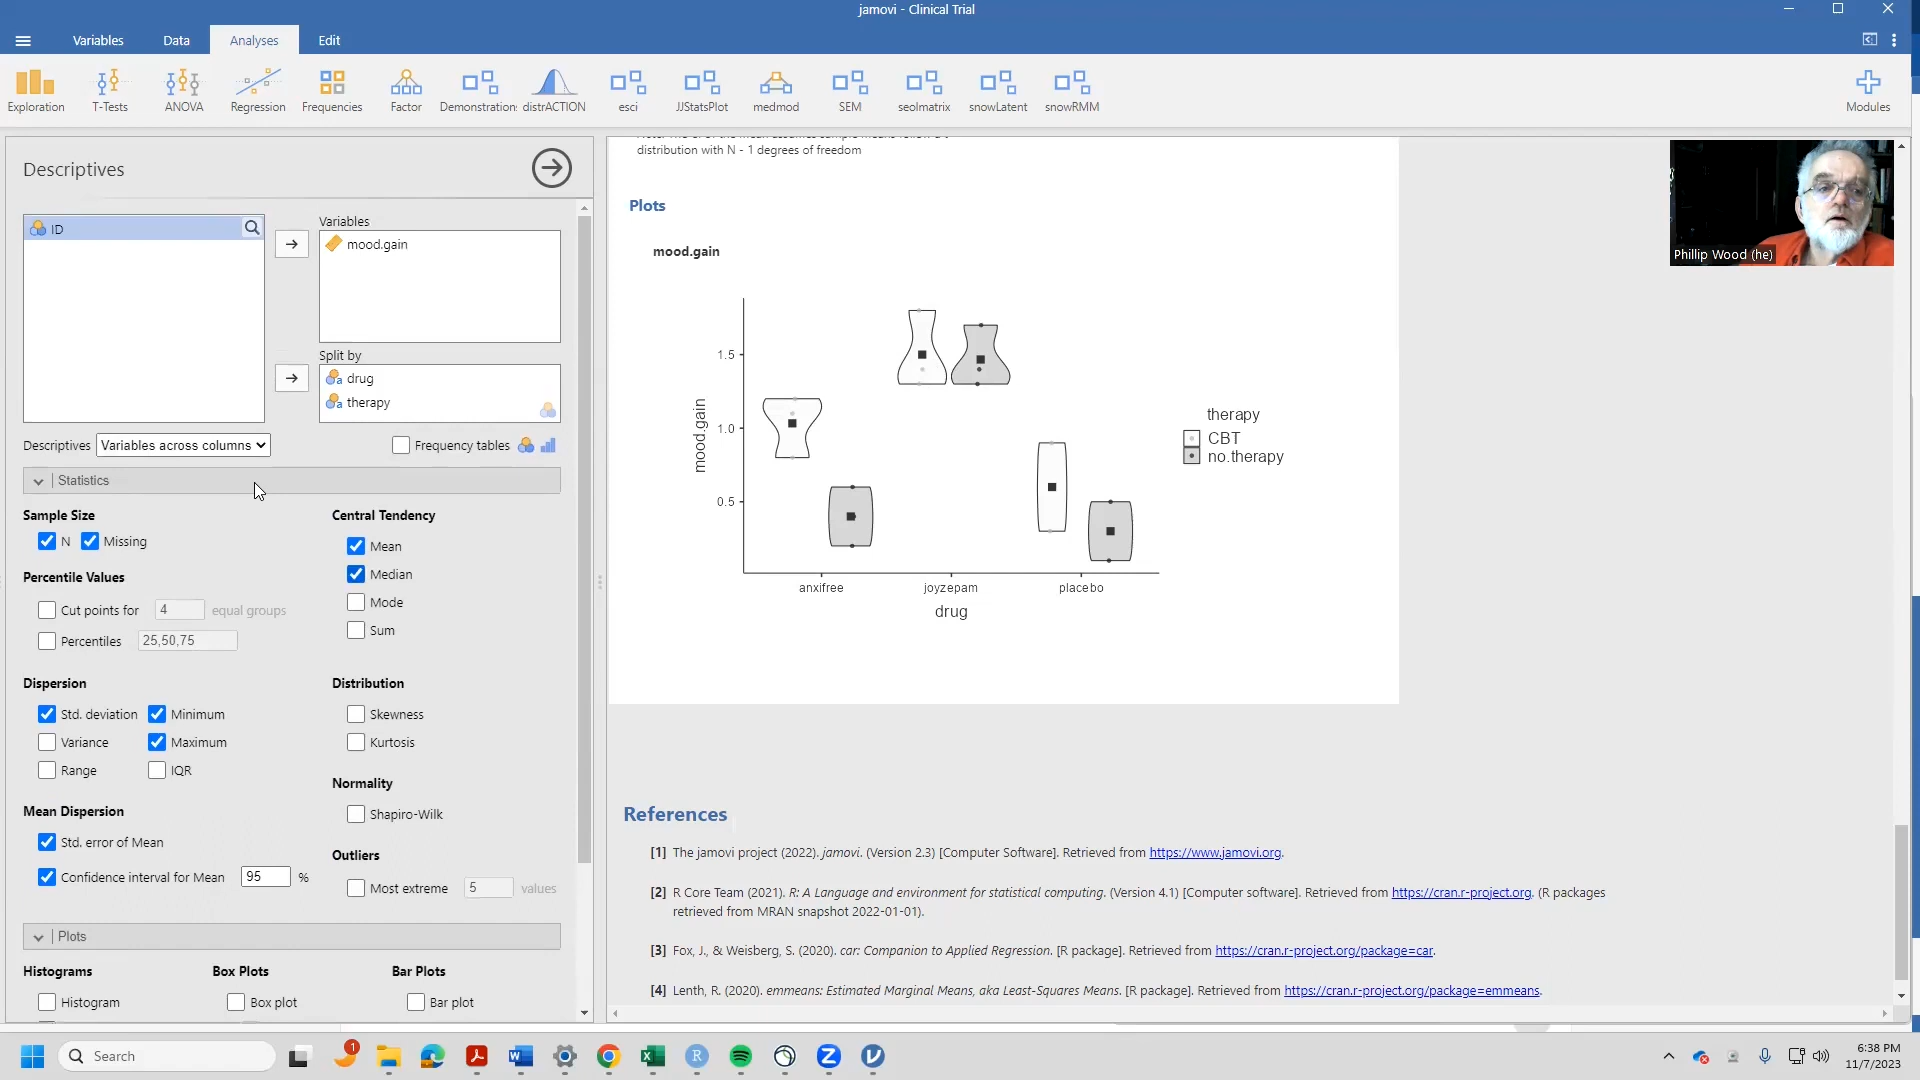 jamovi - Clinical Trial
Variables Data Analyses Edit
Exploration T-Tests ANOVA Regression Frequencies Factor Demonstrations distrACTION esci JJStatsPlot medmod SEM seolmatrix snowLatent snowRMM Modules
Descriptives
ID
Variables
mood.gain
Split by
drug
therapy
Descriptives Variables across columns Frequency tables
Statistics
Sample Size
N Missing
Percentile Values
Cut points for 4 equal groups
Percentiles 25,50,75
Dispersion
Std. deviation Minimum
Variance Maximum
Range IQR
Mean Dispersion
Std. error of Mean
Confidence interval for Mean 95 %
Central Tendency
Mean
Median
Mode
Sum
Distribution
Skewness
Kurtosis
Normality
Shapiro-Wilk
Outliers
Most extreme 5 values
Plots
Histograms Box Plots Bar Plots
Histogram Box plot Bar plot
distribution with N - 1 degrees of freedom
Plots
mood.gain
1.5
1.0
0.5
mood.gain
anxifree joyzepam placebo
drug
therapy
CBT
no.therapy
References
[1] The jamovi project (2022). jamovi. (Version 2.3) [Computer Software]. Retrieved from https://www.jamovi.org.
[2] R Core Team (2021). R: A Language and environment for statistical computing. (Version 4.1) [Computer software]. Retrieved from https://cran.r-project.org. (R packages
retrieved from MRAN snapshot 2022-01-01).
[3] Fox, J., & Weisberg, S. (2020). car: Companion to Applied Regression. [R package]. Retrieved from https://cran.r-project.org/package=car.
[4] Lenth, R. (2020). emmeans: Estimated Marginal Means, aka Least-Squares Means. [R package]. Retrieved from https://cran.r-project.org/package=emmeans.
Phillip Wood (he)
Search
1
6:38 PM
11/7/2023